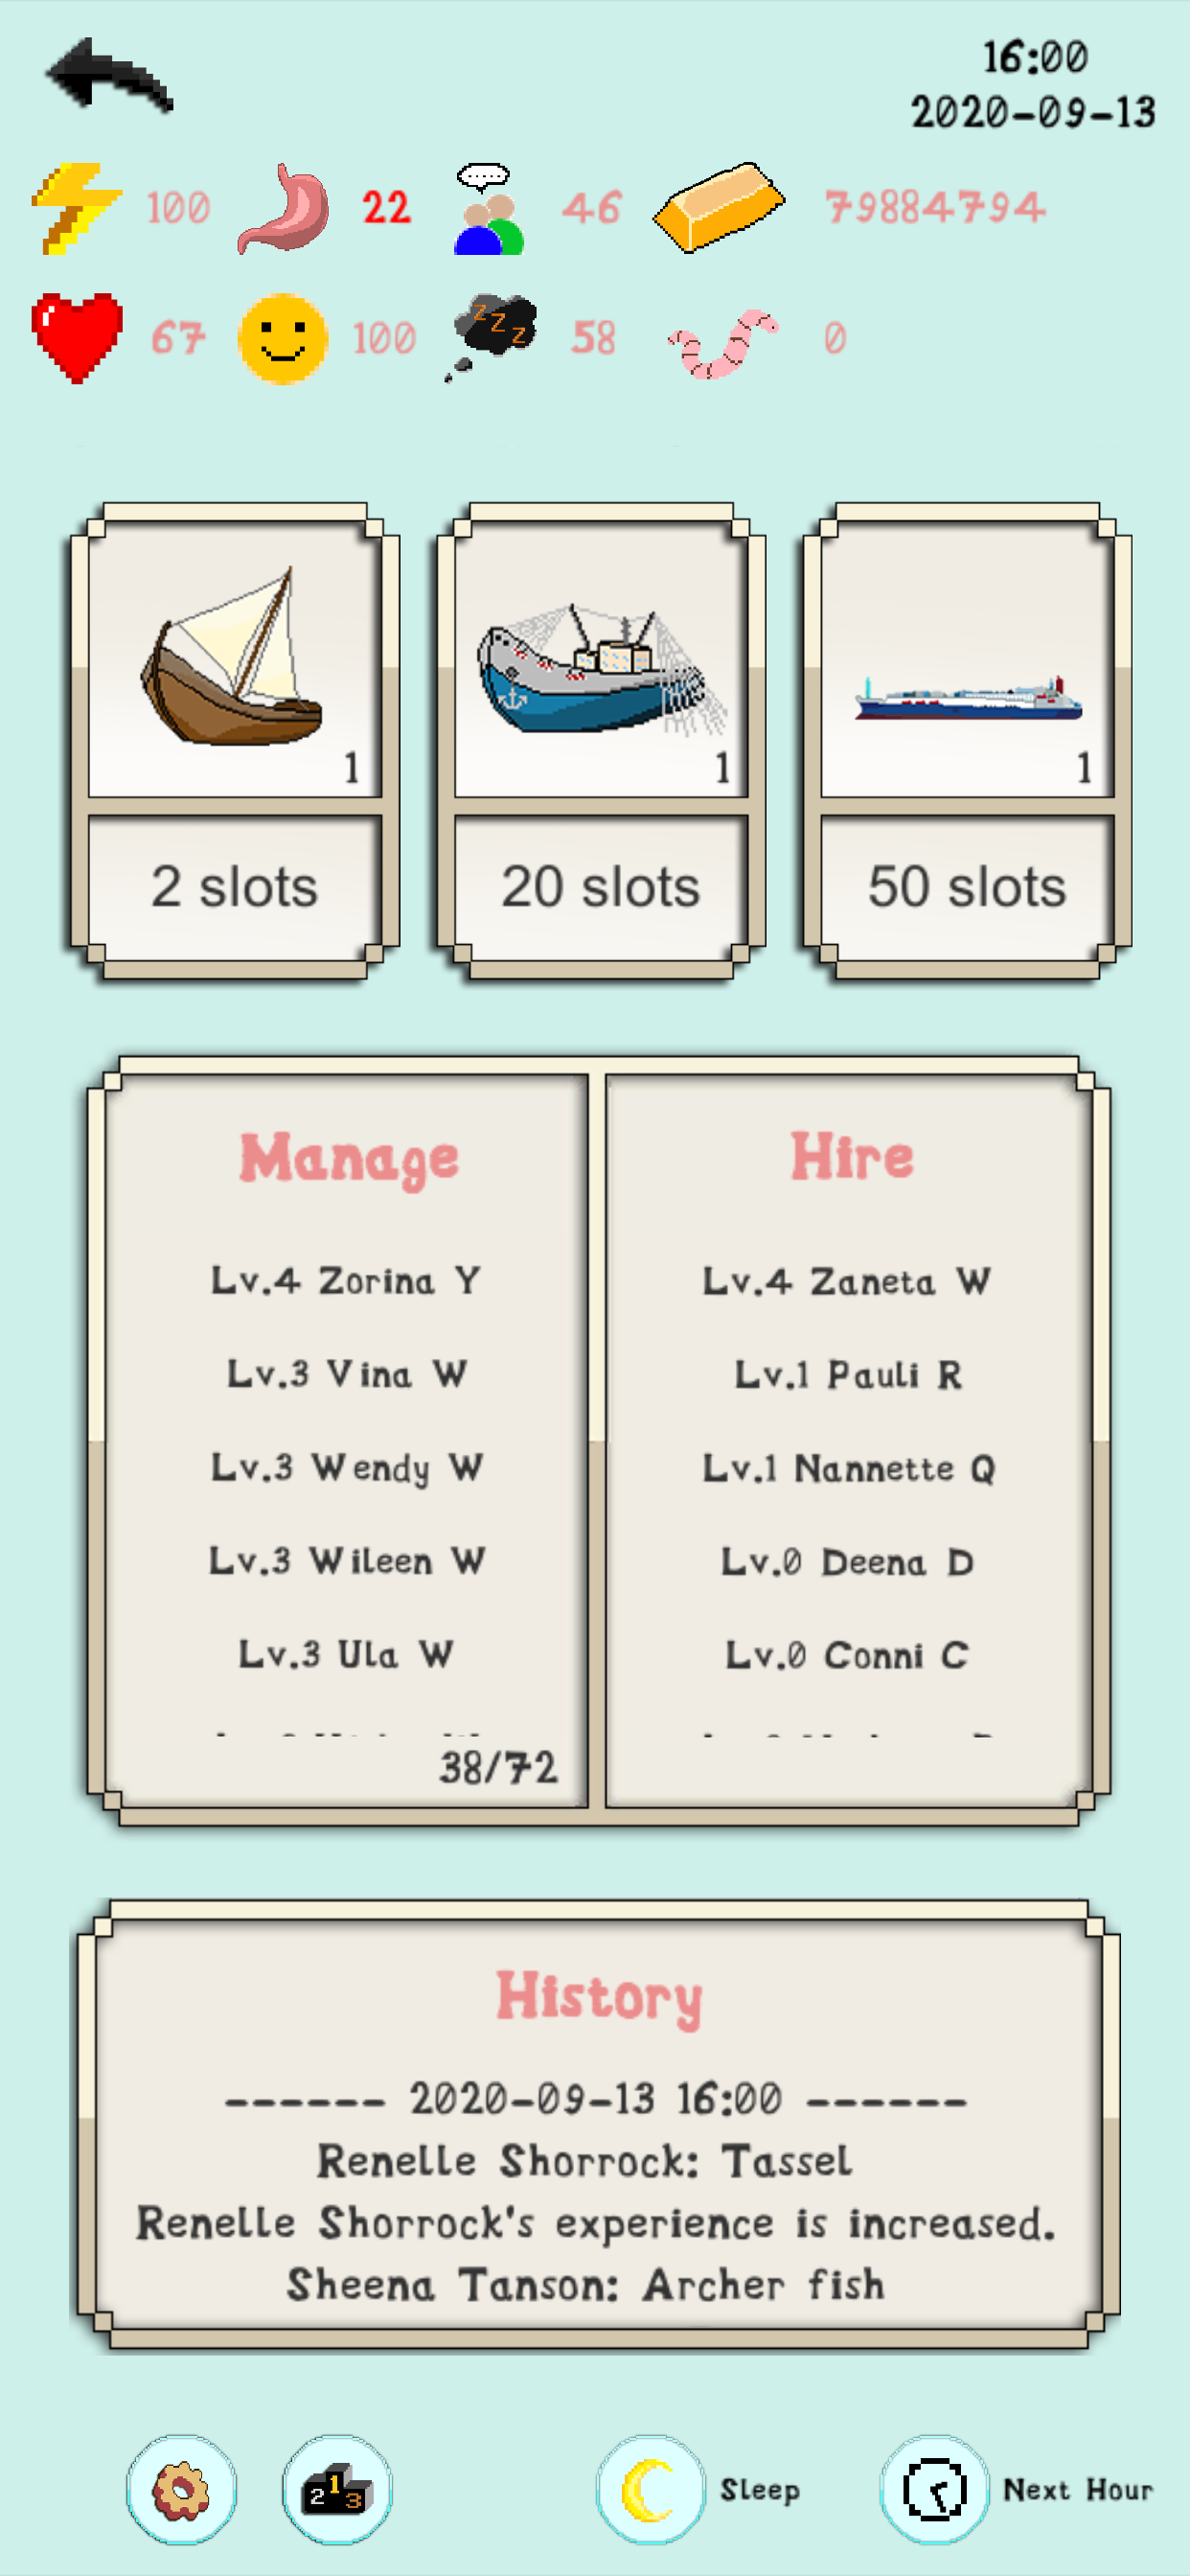 16:00
2020-09-13
100 22 46 79884794
67 100 58 0
1 1 1
2 slots 20 slots 50 slots
Manage
Lv.4 Zorina Y
Lv.3 Vina W
Lv.3 Wendy W
Lv.3 Wileen W
Lv.3 Ula W
38/72
Hire
Lv.4 Zaneta W
Lv.1 Pauli R
Lv.1 Nannette Q
Lv.0 Deena D
Lv.0 Conni C
History
------ 2020-09-13 16:00 ------
Renelle Shorrock: Tassel
Renelle Shorrock's experience is increased.
Sheena Tanson: Archer fish
2 1 3
Sleep
Next Hour